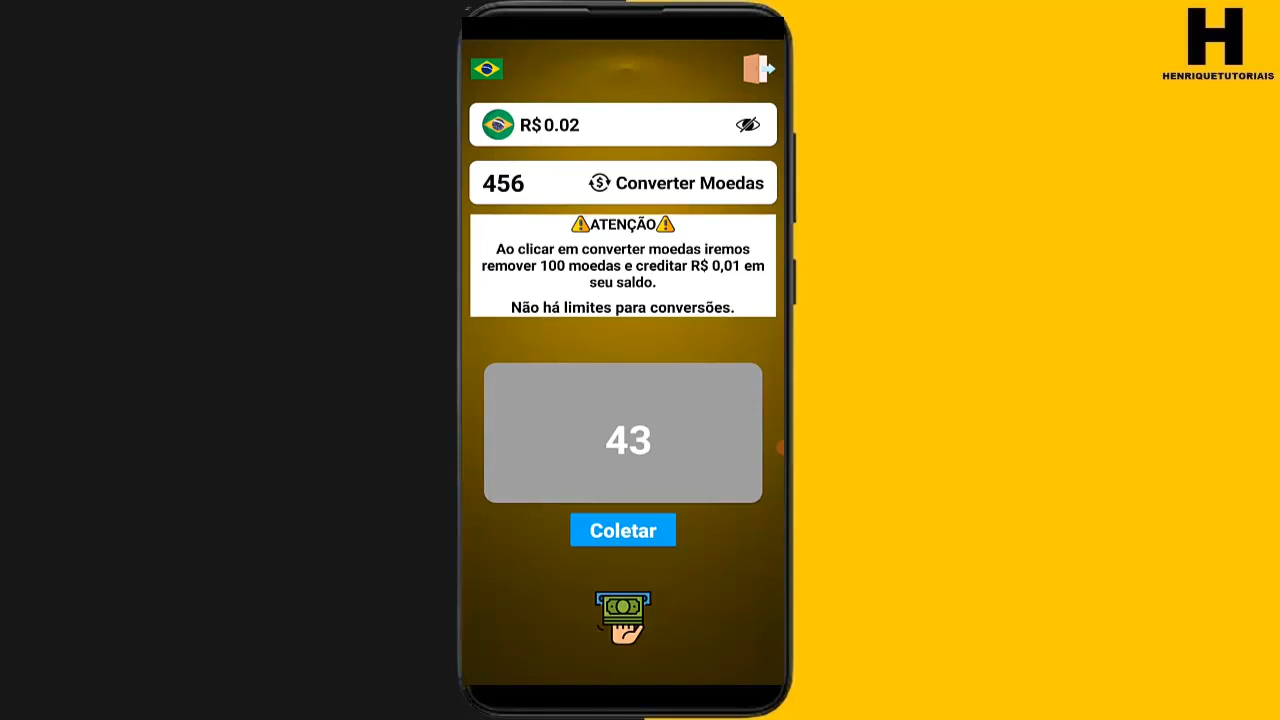 H
HENRIQUETUTORIAIS
R$0.02
456 Converter Moedas
⚠️ATENÇÃO⚠️
Ao clicar em converter moedas iremos
remover 100 moedas e creditar R$ 0,01 em
seu saldo.
Não há limites para conversões.
43
Coletar